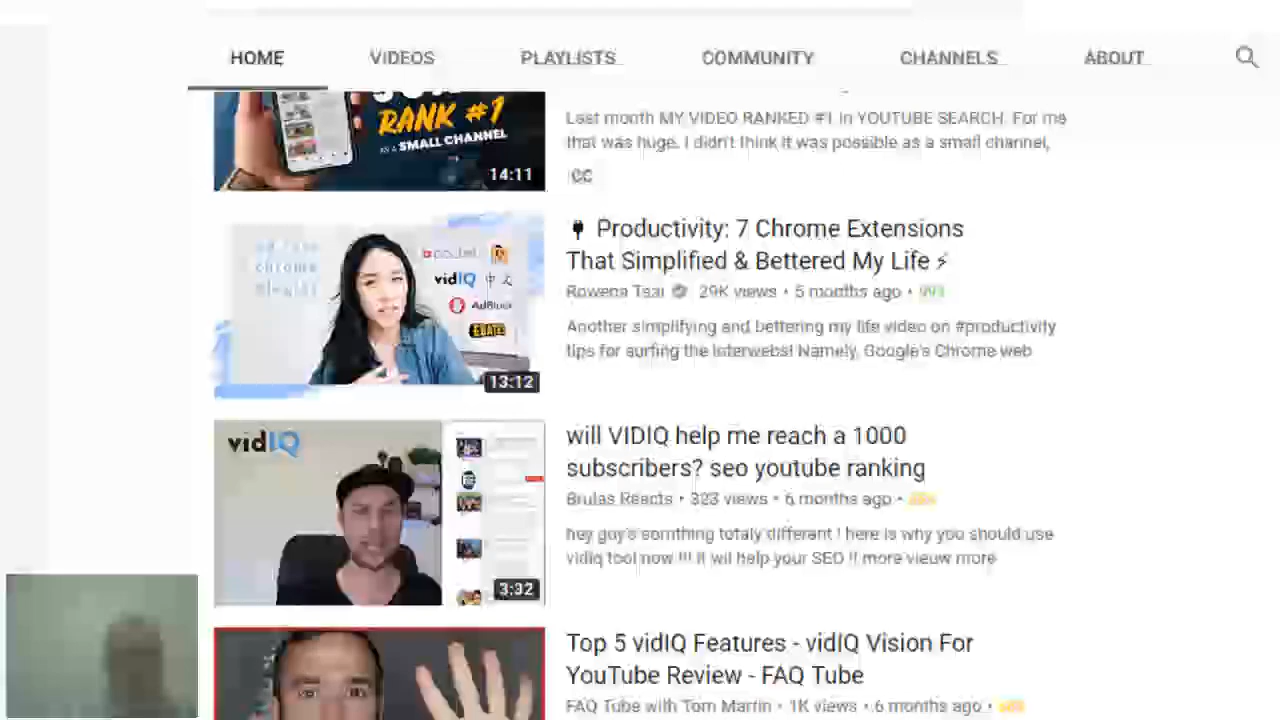 HOME VIDEOS PLAYLISTS COMMUNITY CHANNELS ABOUT
RANK #1
AS A SMALL CHANNEL
14:11
Last month MY VIDEO RANKED #1 in YOUTUBE SEARCH. For me
that was huge. I didn't think it was possible as a small channel,
CC
vidIQ 中文
AdBlock
13:12
Productivity: 7 Chrome Extensions
That Simplified & Bettered My Life
Rowena Tsai 29K views • 5 months ago •
Another simplifying and bettering my life video on #productivity
tips for surfing the interwebs! Namely, Google's Chrome web
vidIQ
3:32
will VIDIQ help me reach a 1000
subscribers? seo youtube ranking
Brulas Reacts • 323 views • 6 months ago •
hey guy's somthing totaly different ! here is why you should use
vidiq tool now !!! it wil help your SEO !! more vieuw more
Top 5 vidIQ Features - vidIQ Vision For
YouTube Review - FAQ Tube
FAQ Tube with Tom Martin • 1K views • 6 months ago •